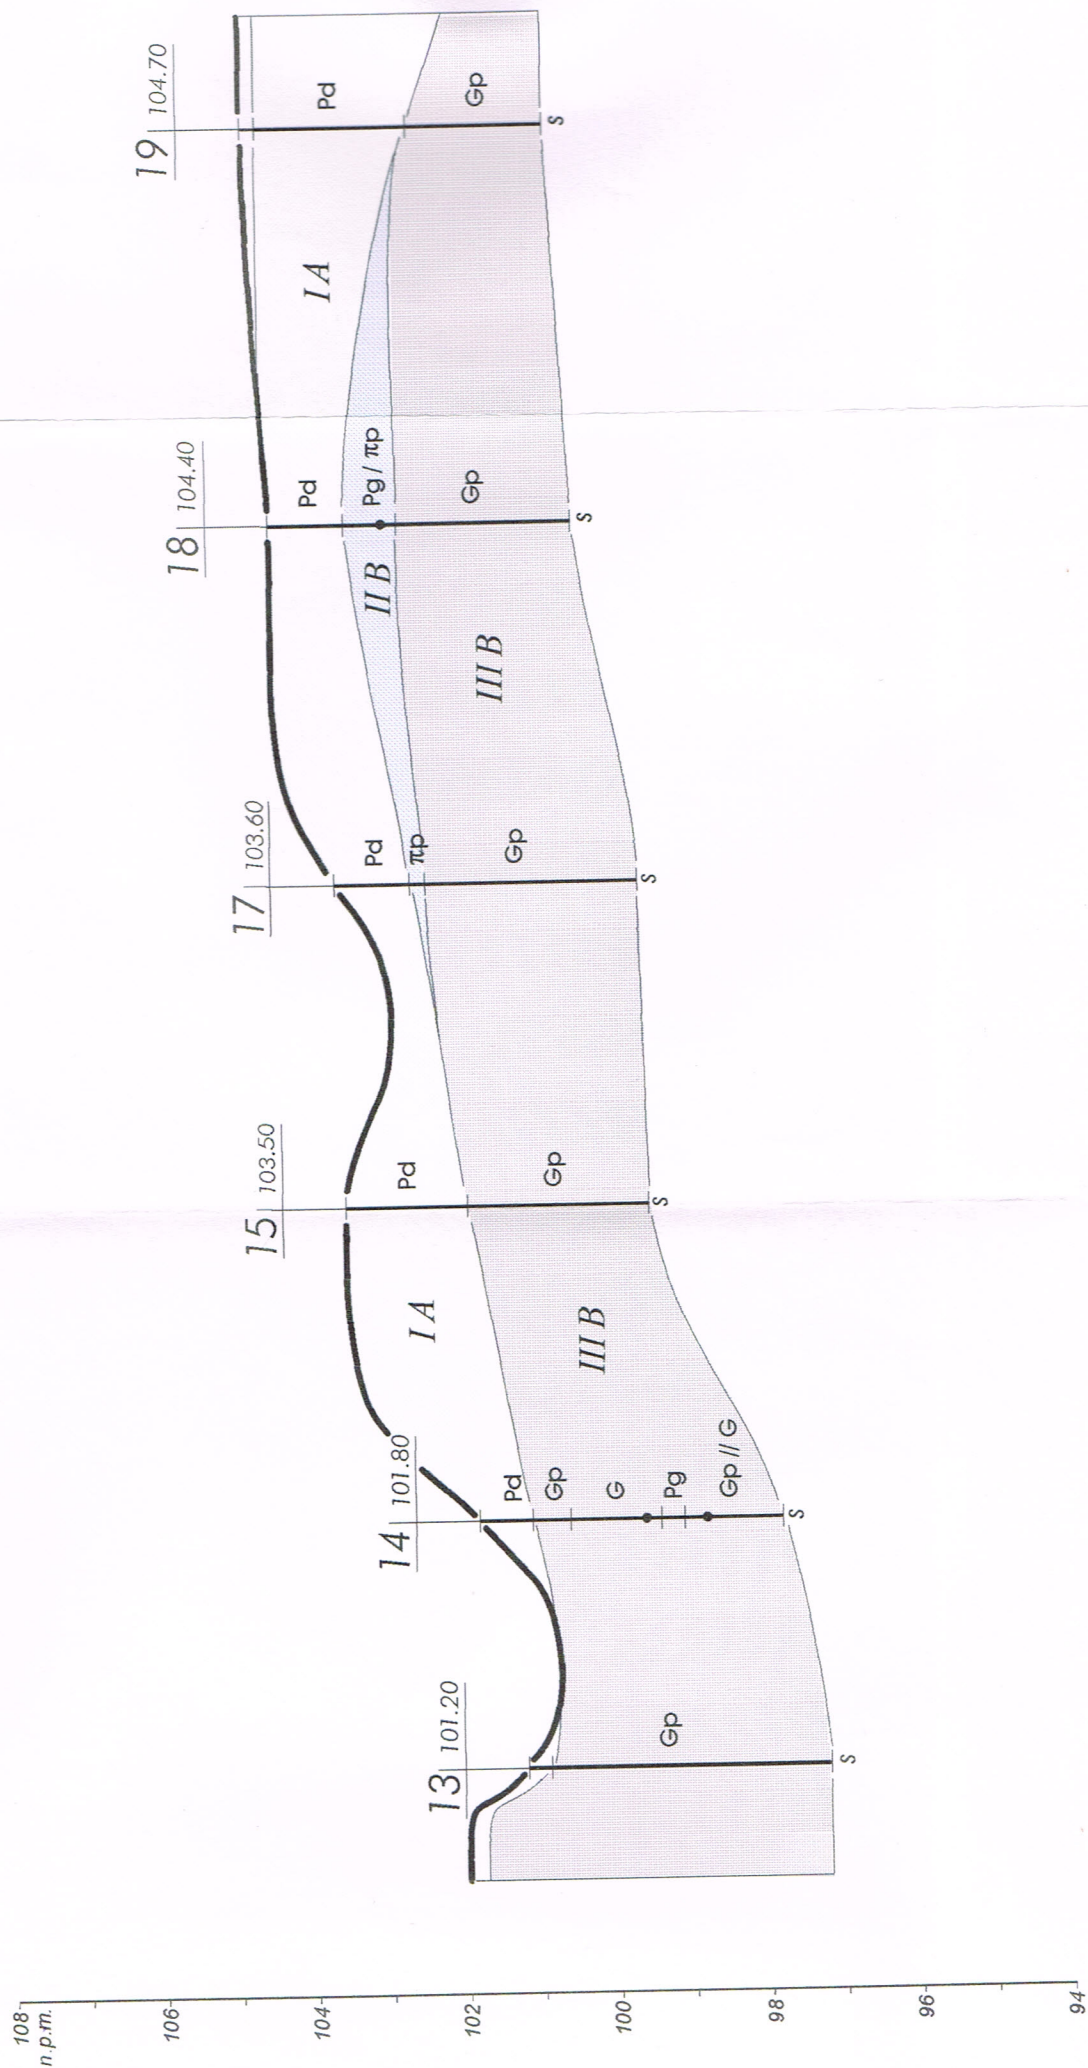 108
n.p.m.
106
104
102
100
98
96
94
13
101.20
Gp
S
14
101.80
Pd
Gp
G
Pg
Gp // G
S
I A
III B
15
103.50
Pd
Gp
S
17
103.60
Pd
πp
Gp
S
II B
III B
18
104.40
Pd
Pg / πp
Gp
S
I A
19
104.70
Pd
Gp
S